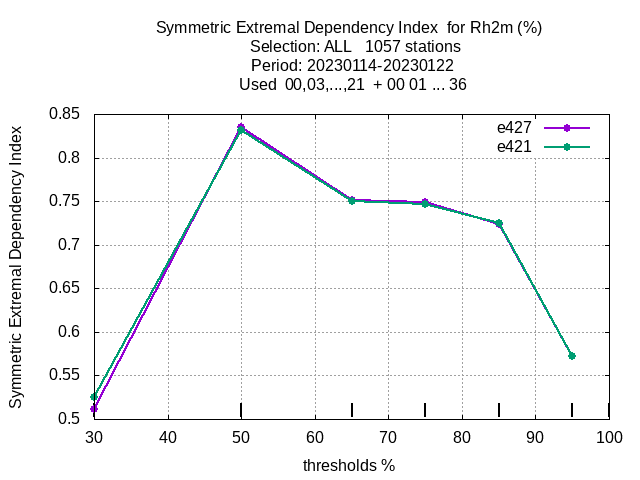 Symmetric Extremal Dependency Index  for Rh2m (%)
Selection: ALL   1057 stations
Period: 20230114-20230122
Used  00,03,...,21  + 00 01 ... 36
e427
e421
Symmetric Extremal Dependency Index
0.85
0.8
0.75
0.7
0.65
0.6
0.55
0.5
30 40 50 60 70 80 90 100
thresholds %